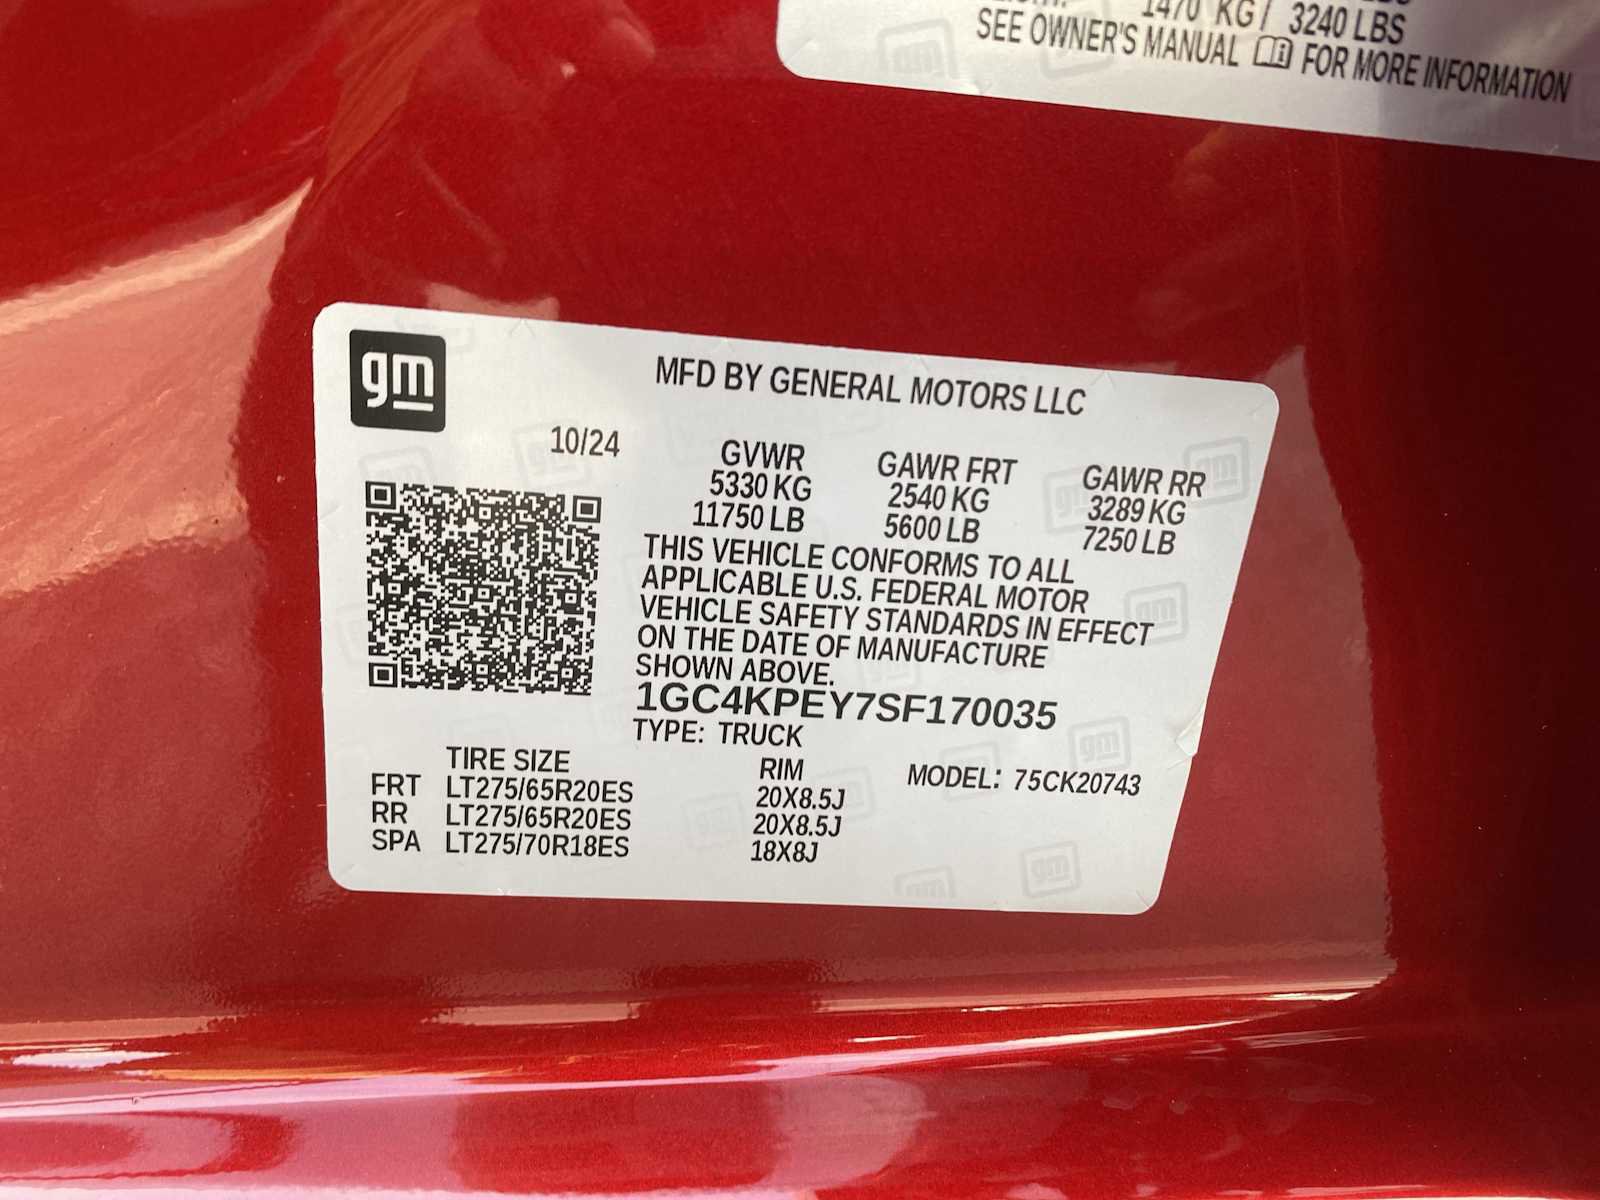 1470 KG / 3240 LBS
SEE OWNER'S MANUAL FOR MORE INFORMATION
gm
MFD BY GENERAL MOTORS LLC
10/24
GVWR GAWR FRT GAWR RR
5330 KG 2540 KG 3289 KG
11750 LB 5600 LB 7250 LB
THIS VEHICLE CONFORMS TO ALL
APPLICABLE U.S. FEDERAL MOTOR
VEHICLE SAFETY STANDARDS IN EFFECT
ON THE DATE OF MANUFACTURE
SHOWN ABOVE.
1GC4KPEY7SF170035
TYPE: TRUCK
TIRE SIZE RIM MODEL: 75CK20743
FRT LT275/65R20ES 20X8.5J
RR LT275/65R20ES 20X8.5J
SPA LT275/70R18ES 18X8J